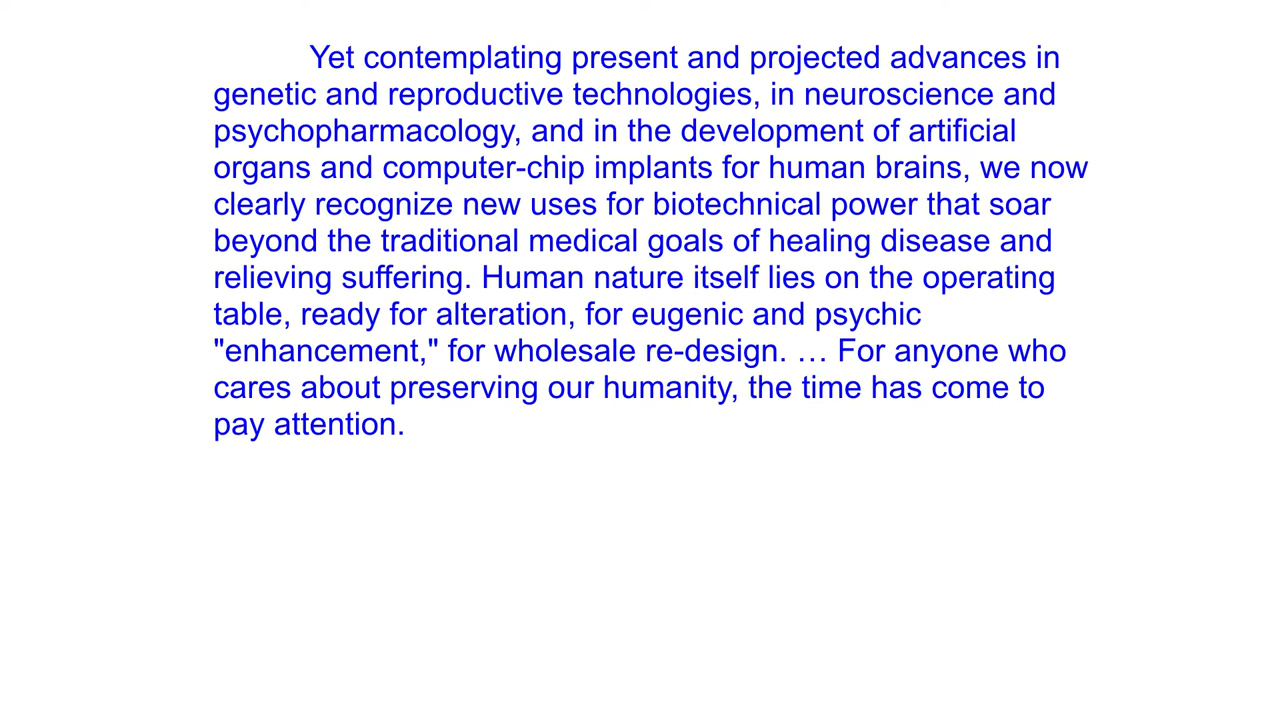 Yet contemplating present and projected advances in
genetic and reproductive technologies, in neuroscience and
psychopharmacology, and in the development of artificial
organs and computer-chip implants for human brains, we now
clearly recognize new uses for biotechnical power that soar
beyond the traditional medical goals of healing disease and
relieving suffering. Human nature itself lies on the operating
table, ready for alteration, for eugenic and psychic
"enhancement," for wholesale re-design. … For anyone who
cares about preserving our humanity, the time has come to
pay attention.